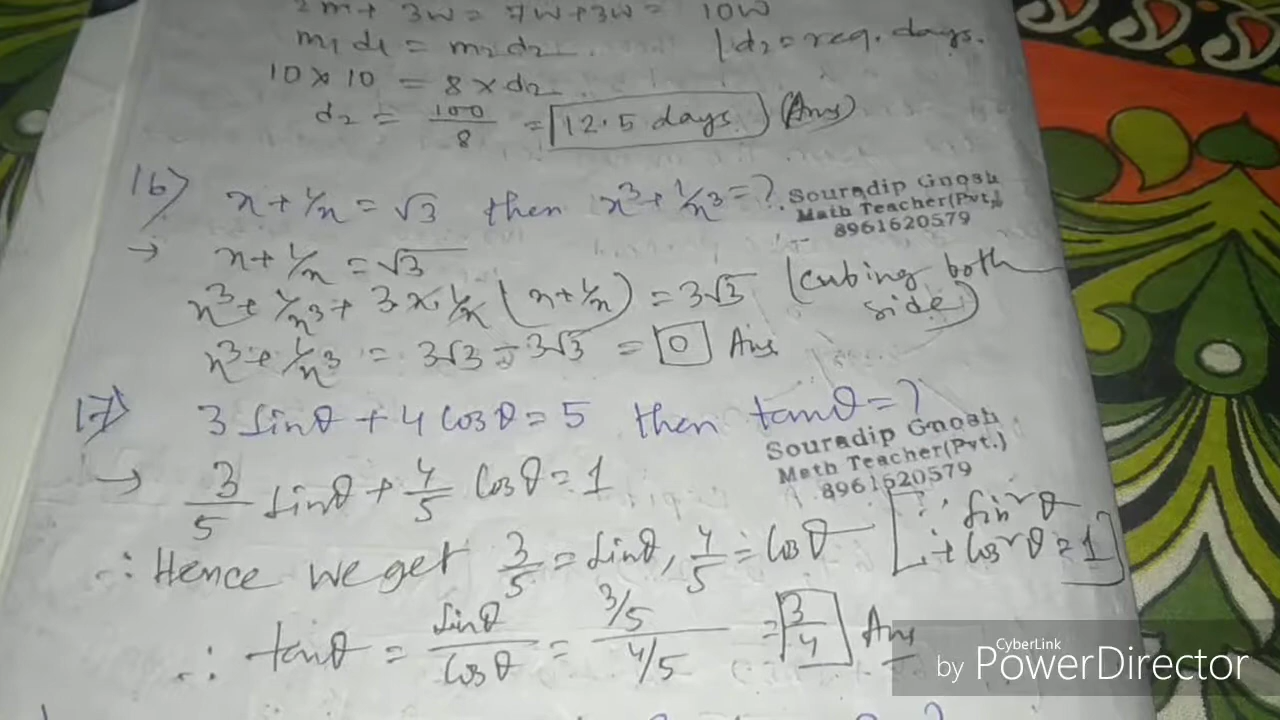 2m+ 3w = 7w+3w = 10w
m₁d₁ = m₂d₂ | d₂ = req. days.
10 × 10 = 8 × d₂
d₂ = 100/8 = 12.5 days (Ans)
16) x + 1/x = √3 then x³ + 1/x³ = ?
Souradip Ghosh
Math Teacher(Pvt.)
8961620579
→ x + 1/x = √3
x³ + 1/x³ + 3x·1/x (x + 1/x) = 3√3 (cubing both side)
x³ + 1/x³ = 3√3 - 3√3 = 0 Ans
17) 3 sinθ + 4 cosθ = 5 then tanθ = ?
Souradip Ghosh
Math Teacher(Pvt.)
8961620579
→ 3/5 sinθ + 4/5 cosθ = 1
∴ Hence we get 3/5 = sinθ, 4/5 = cosθ [∵ sin²θ + cos²θ = 1]
∴ tanθ = sinθ/cosθ = 3/5 / 4/5 = 3/4 Ans
CyberLink
by PowerDirector